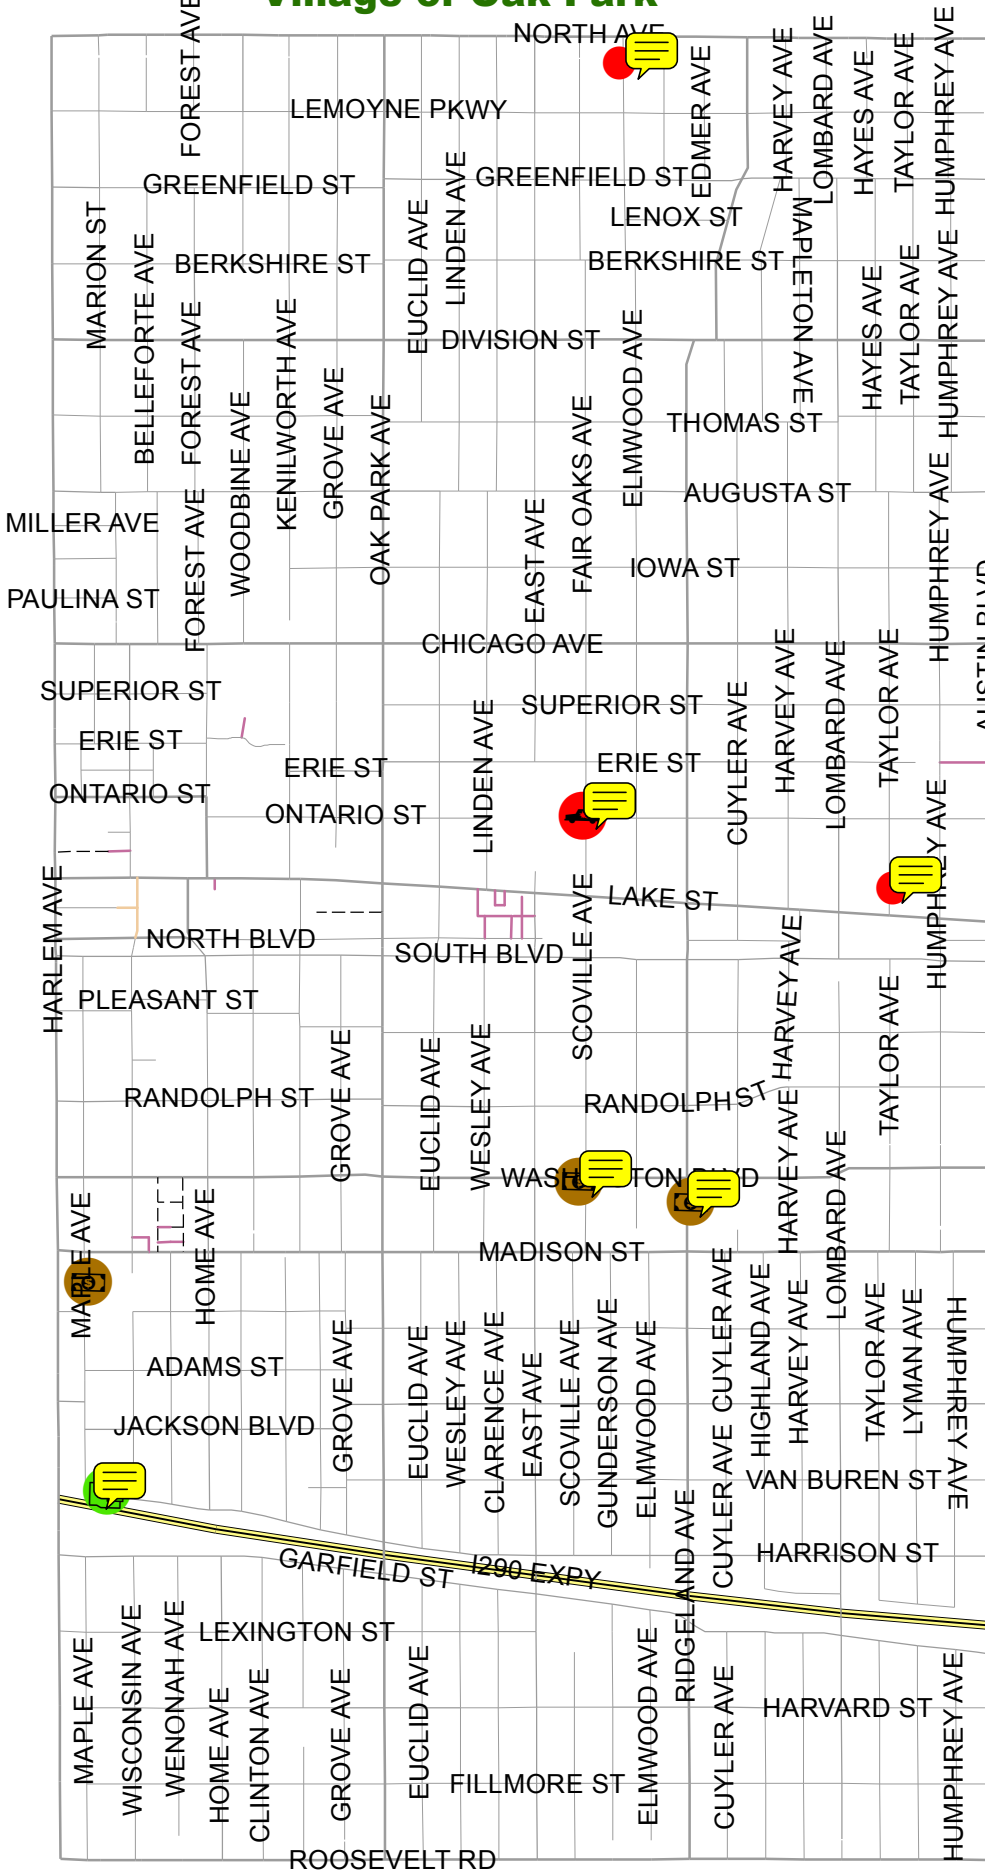 Village of Oak Park
NORTH AVE
FOREST AVE
LEMOYNE PKWY
EDMER AVE
HARVEY AVE
LOMBARD AVE
HAYES AVE
TAYLOR AVE
HUMPHREY AVE
GREENFIELD ST
GREENFIELD ST
LENOX ST
MARION ST
BELLEFORTE AVE
BERKSHIRE ST
EUCLID AVE
LINDEN AVE
BERKSHIRE ST
MAPLETON AVE
HAYES AVE
TAYLOR AVE
HUMPHREY AVE
FOREST AVE
KENILWORTH AVE
DIVISION ST
ELMWOOD AVE
WOODBINE AVE
GROVE AVE
OAK PARK AVE
FAIR OAKS AVE
THOMAS ST
AUGUSTA ST
MILLER AVE
FOREST AVE
EAST AVE
HUMPHREY AVE
IOWA ST
PAULINA ST
CHICAGO AVE
SUPERIOR ST
SUPERIOR ST
CUYLER AVE
HARVEY AVE
LOMBARD AVE
TAYLOR AVE
ERIE ST
ERIE ST
LINDEN AVE
ERIE ST
ONTARIO ST
ONTARIO ST
HARLEM AVE
SCOVILLE AVE
LAKE ST
NORTH BLVD
SOUTH BLVD
HARVEY AVE
PLEASANT ST
TAYLOR AVE
GROVE AVE
EUCLID AVE
WESLEY AVE
RANDOLPH ST
RANDOLPH ST
HARVEY AVE
LOMBARD AVE
MAPLE AVE
HOME AVE
MADISON ST
CUYLER AVE
HIGHLAND AVE
HARVEY AVE
TAYLOR AVE
LYMAN AVE
HUMPHREY AVE
ADAMS ST
GROVE AVE
EUCLID AVE
WESLEY AVE
CLARENCE AVE
EAST AVE
SCOVILLE AVE
GUNDERSON AVE
ELMWOOD AVE
JACKSON BLVD
CUYLER AVE
VAN BUREN ST
RIDGELAND AVE
HARRISON ST
GARFIELD ST
I290 EXPY
MAPLE AVE
WISCONSIN AVE
WENONAH AVE
LEXINGTON ST
HOME AVE
CLINTON AVE
GROVE AVE
EUCLID AVE
ELMWOOD AVE
CUYLER AVE
HARVARD ST
HUMPHREY AVE
FILLMORE ST
ROOSEVELT RD